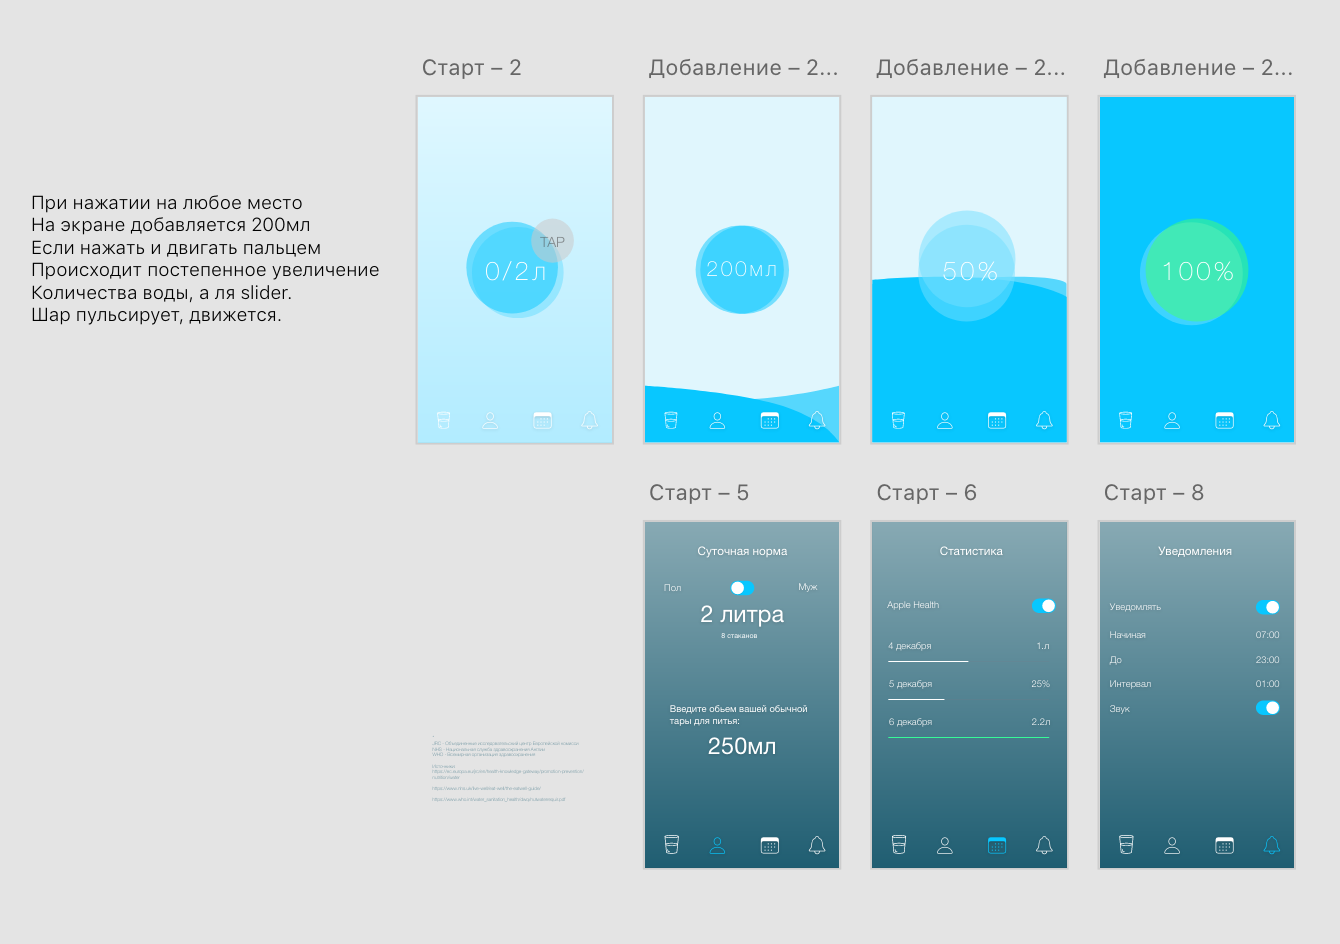 Старт – 2
Добавление – 2...
Добавление – 2...
Добавление – 2...
При нажатии на любое место
На экране добавляется 200мл
Если нажать и двигать пальцем
Происходит постепенное увеличение
Количества воды, а ля slider.
Шар пульсирует, движется.
TAP
0/2л
200мл
50%
100%
Старт – 5
Старт – 6
Старт – 8
Суточная норма
Пол
Муж
2 литра
8 стаканов
Введите обьем вашей обычной
тары для питья:
250мл
Статистика
Apple Health
4 декабря
1.л
5 декабря
25%
6 декабря
2.2л
Уведомления
Уведомлять
Начиная
07:00
До
23:00
Интервал
01:00
Звук